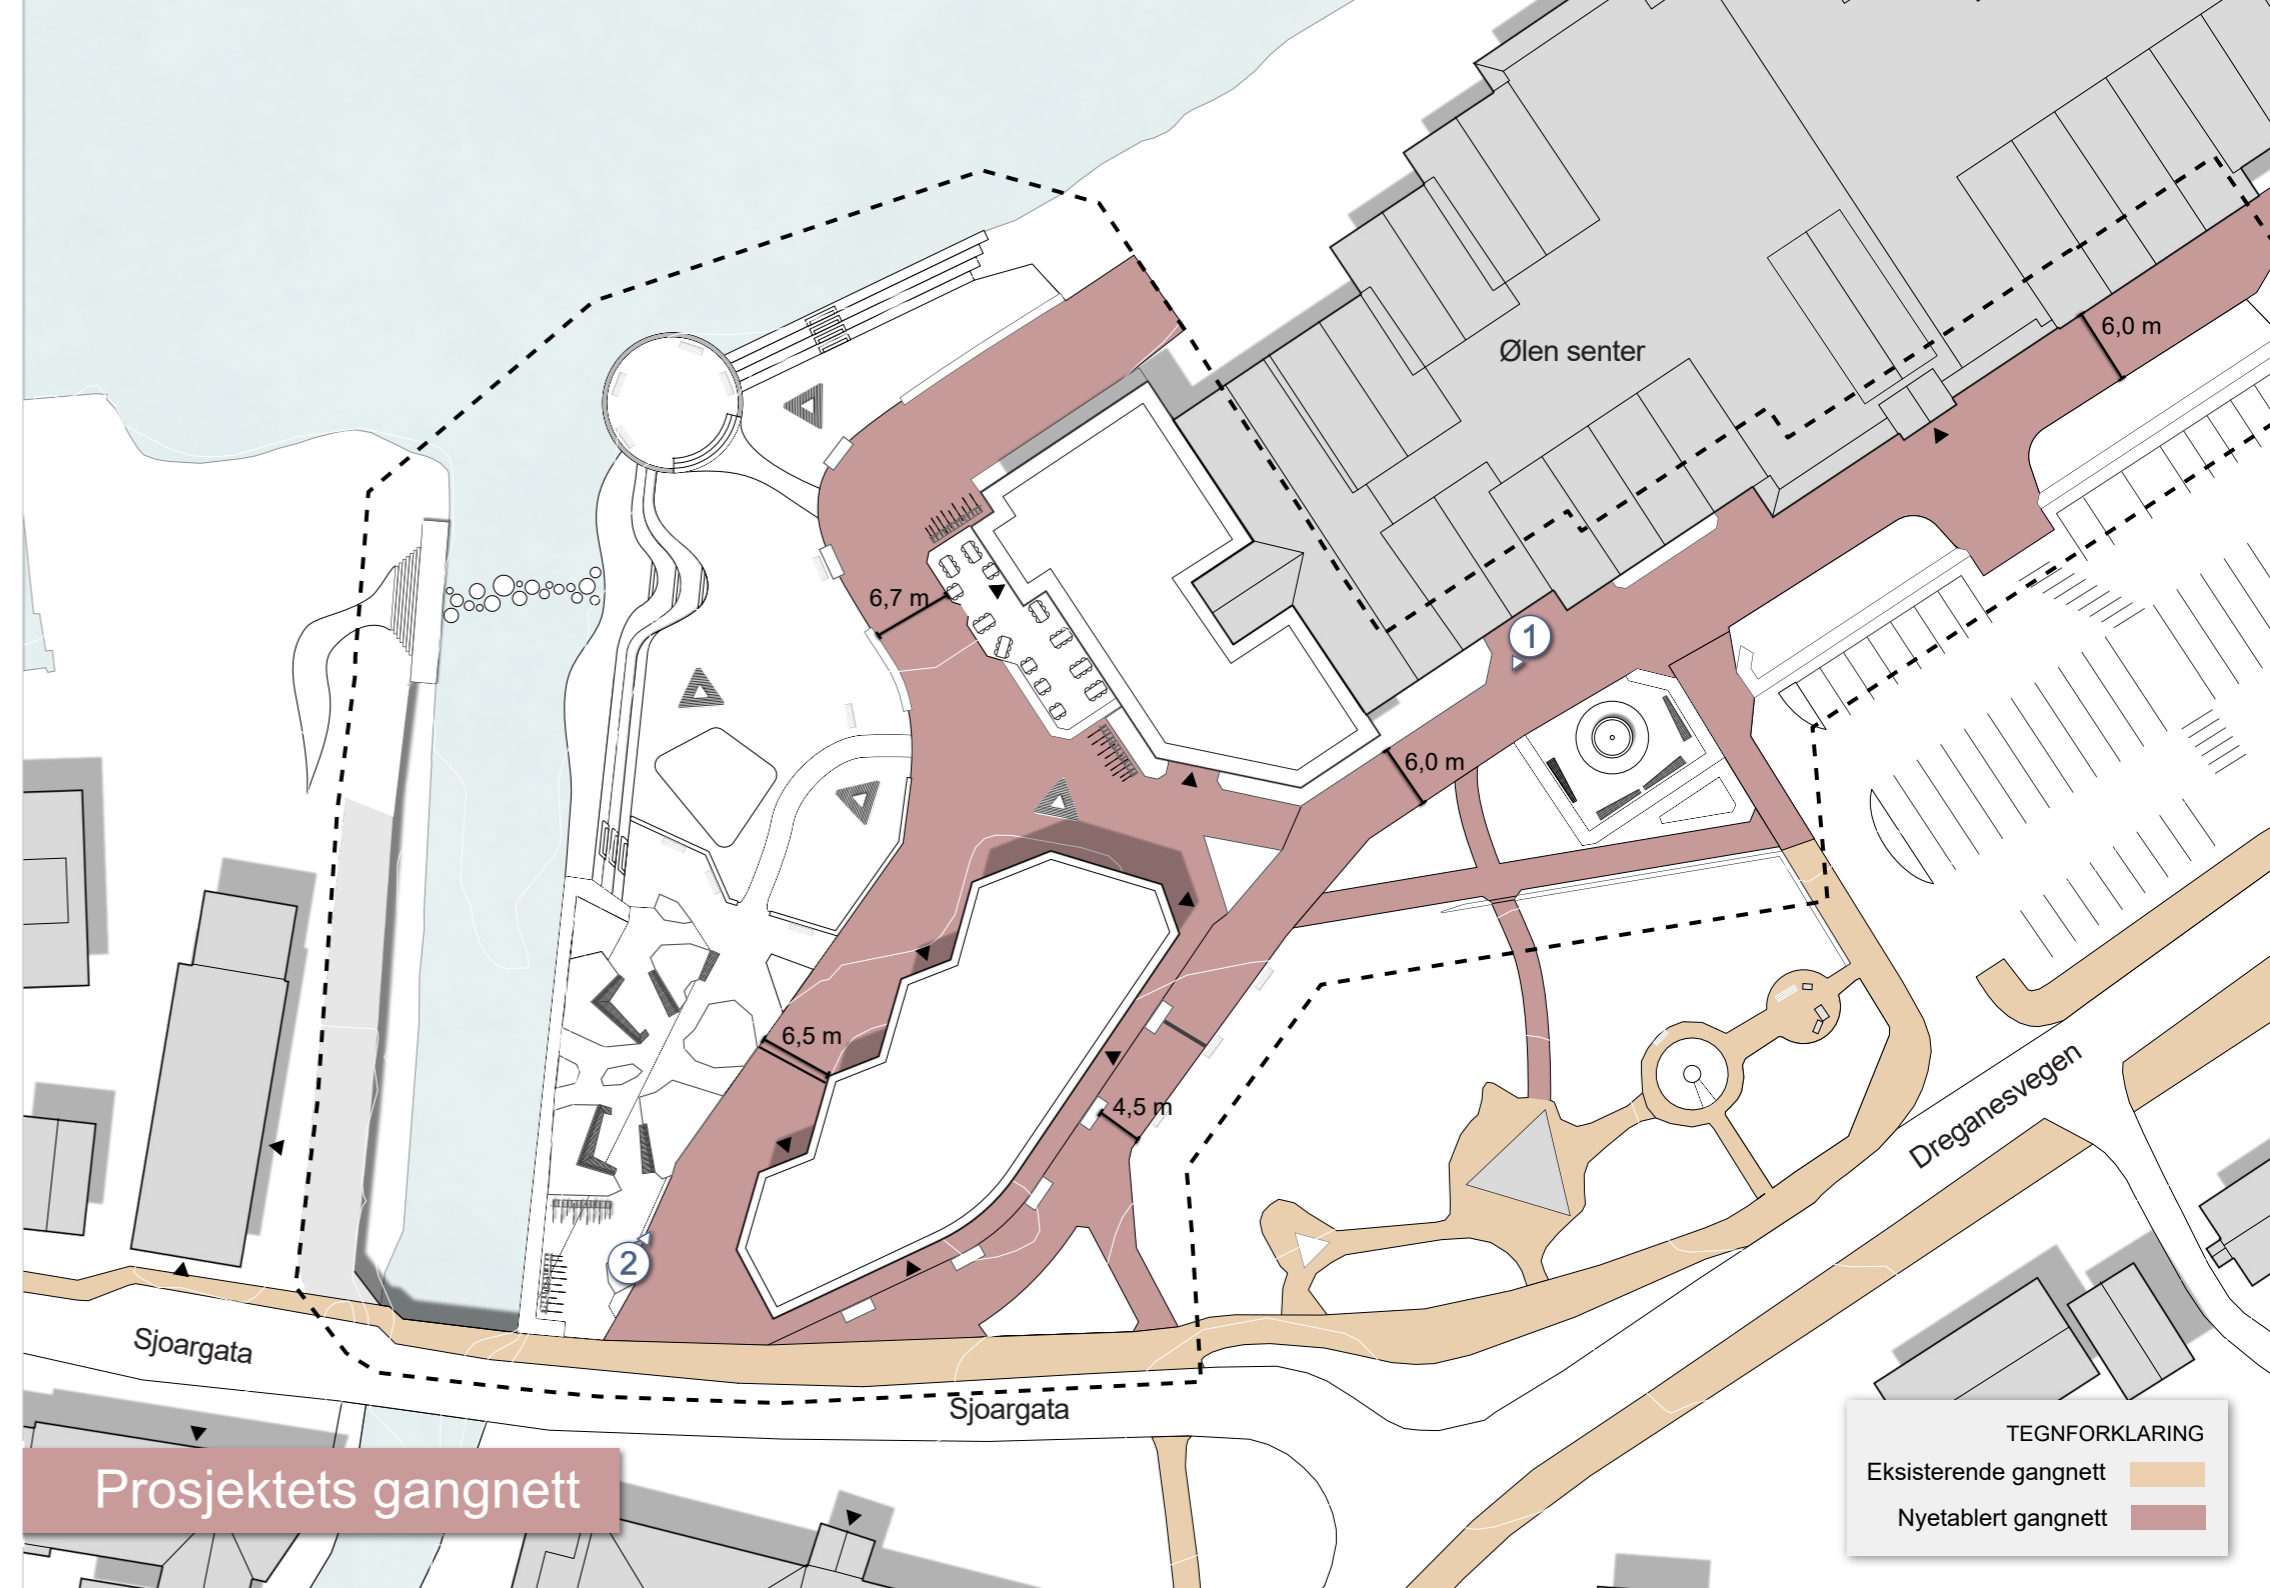 6,0 m
Ølen senter
6,7 m
1
6,0 m
6,5 m
4,5 m
Dreganesvegen
2
Sjoargata
Sjoargata
Prosjektets gangnett
TEGNFORKLARING
Eksisterende gangnett
Nyetablert gangnett